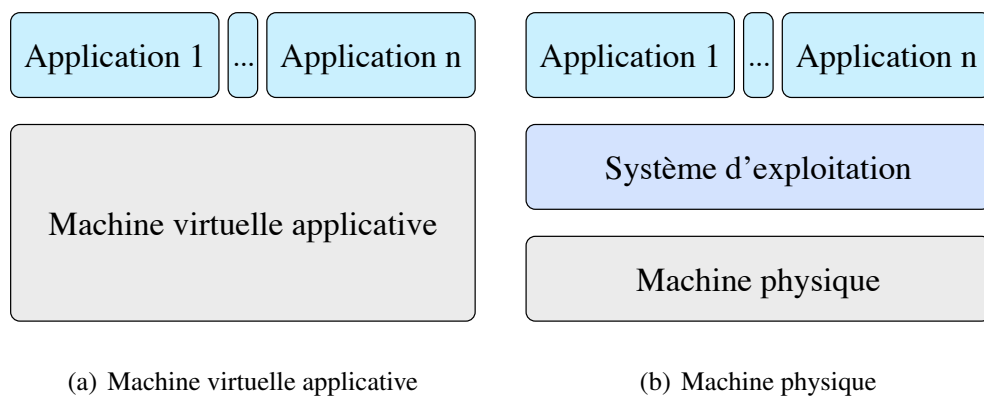 Application 1 ... Application n
Machine virtuelle applicative
(a) Machine virtuelle applicative
Application 1 ... Application n
Système d'exploitation
Machine physique
(b) Machine physique